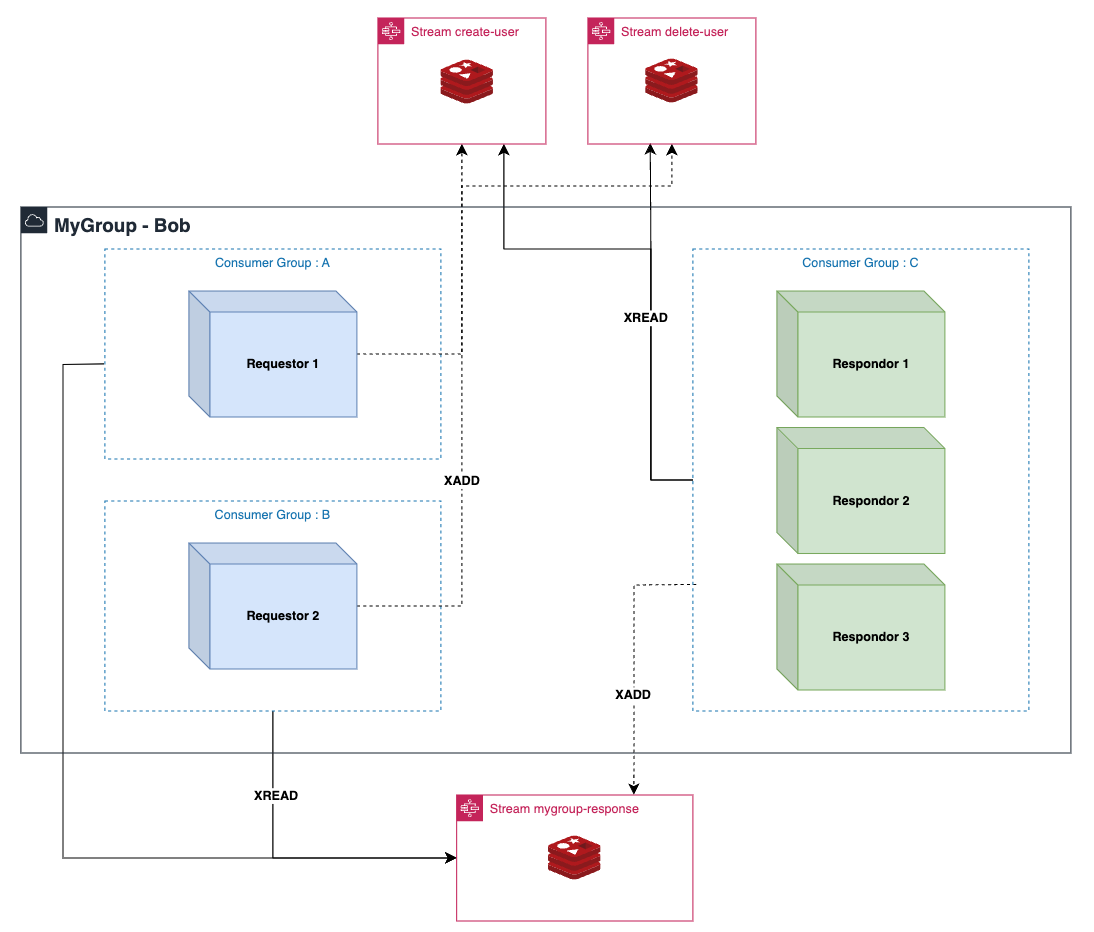 Stream create-user
Stream delete-user
MyGroup - Bob
Consumer Group : A
Consumer Group : C
XREAD
Requestor 1
Respondor 1
XADD
Consumer Group : B
Respondor 2
Requestor 2
Respondor 3
XADD
XREAD
Stream mygroup-response